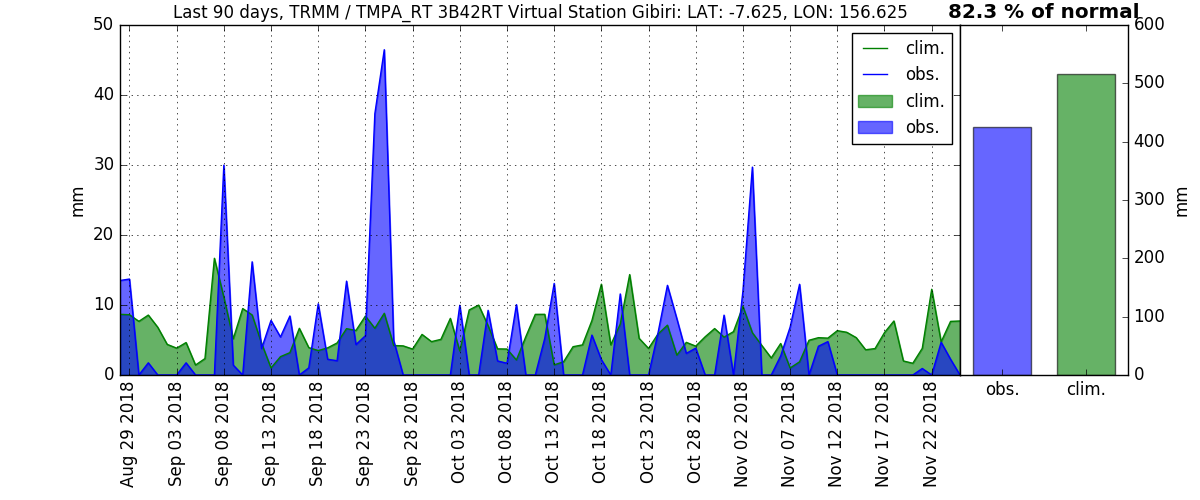 Last 90 days, TRMM / TMPA_RT 3B42RT Virtual Station Gibiri: LAT: -7.625, LON: 156.625
82.3 % of normal
50
40
30
20
10
0
mm
clim.
obs.
clim.
obs.
600
500
400
300
200
100
0
mm
obs.
clim.
Aug 29 2018
Sep 03 2018
Sep 08 2018
Sep 13 2018
Sep 18 2018
Sep 23 2018
Sep 28 2018
Oct 03 2018
Oct 08 2018
Oct 13 2018
Oct 18 2018
Oct 23 2018
Oct 28 2018
Nov 02 2018
Nov 07 2018
Nov 12 2018
Nov 17 2018
Nov 22 2018